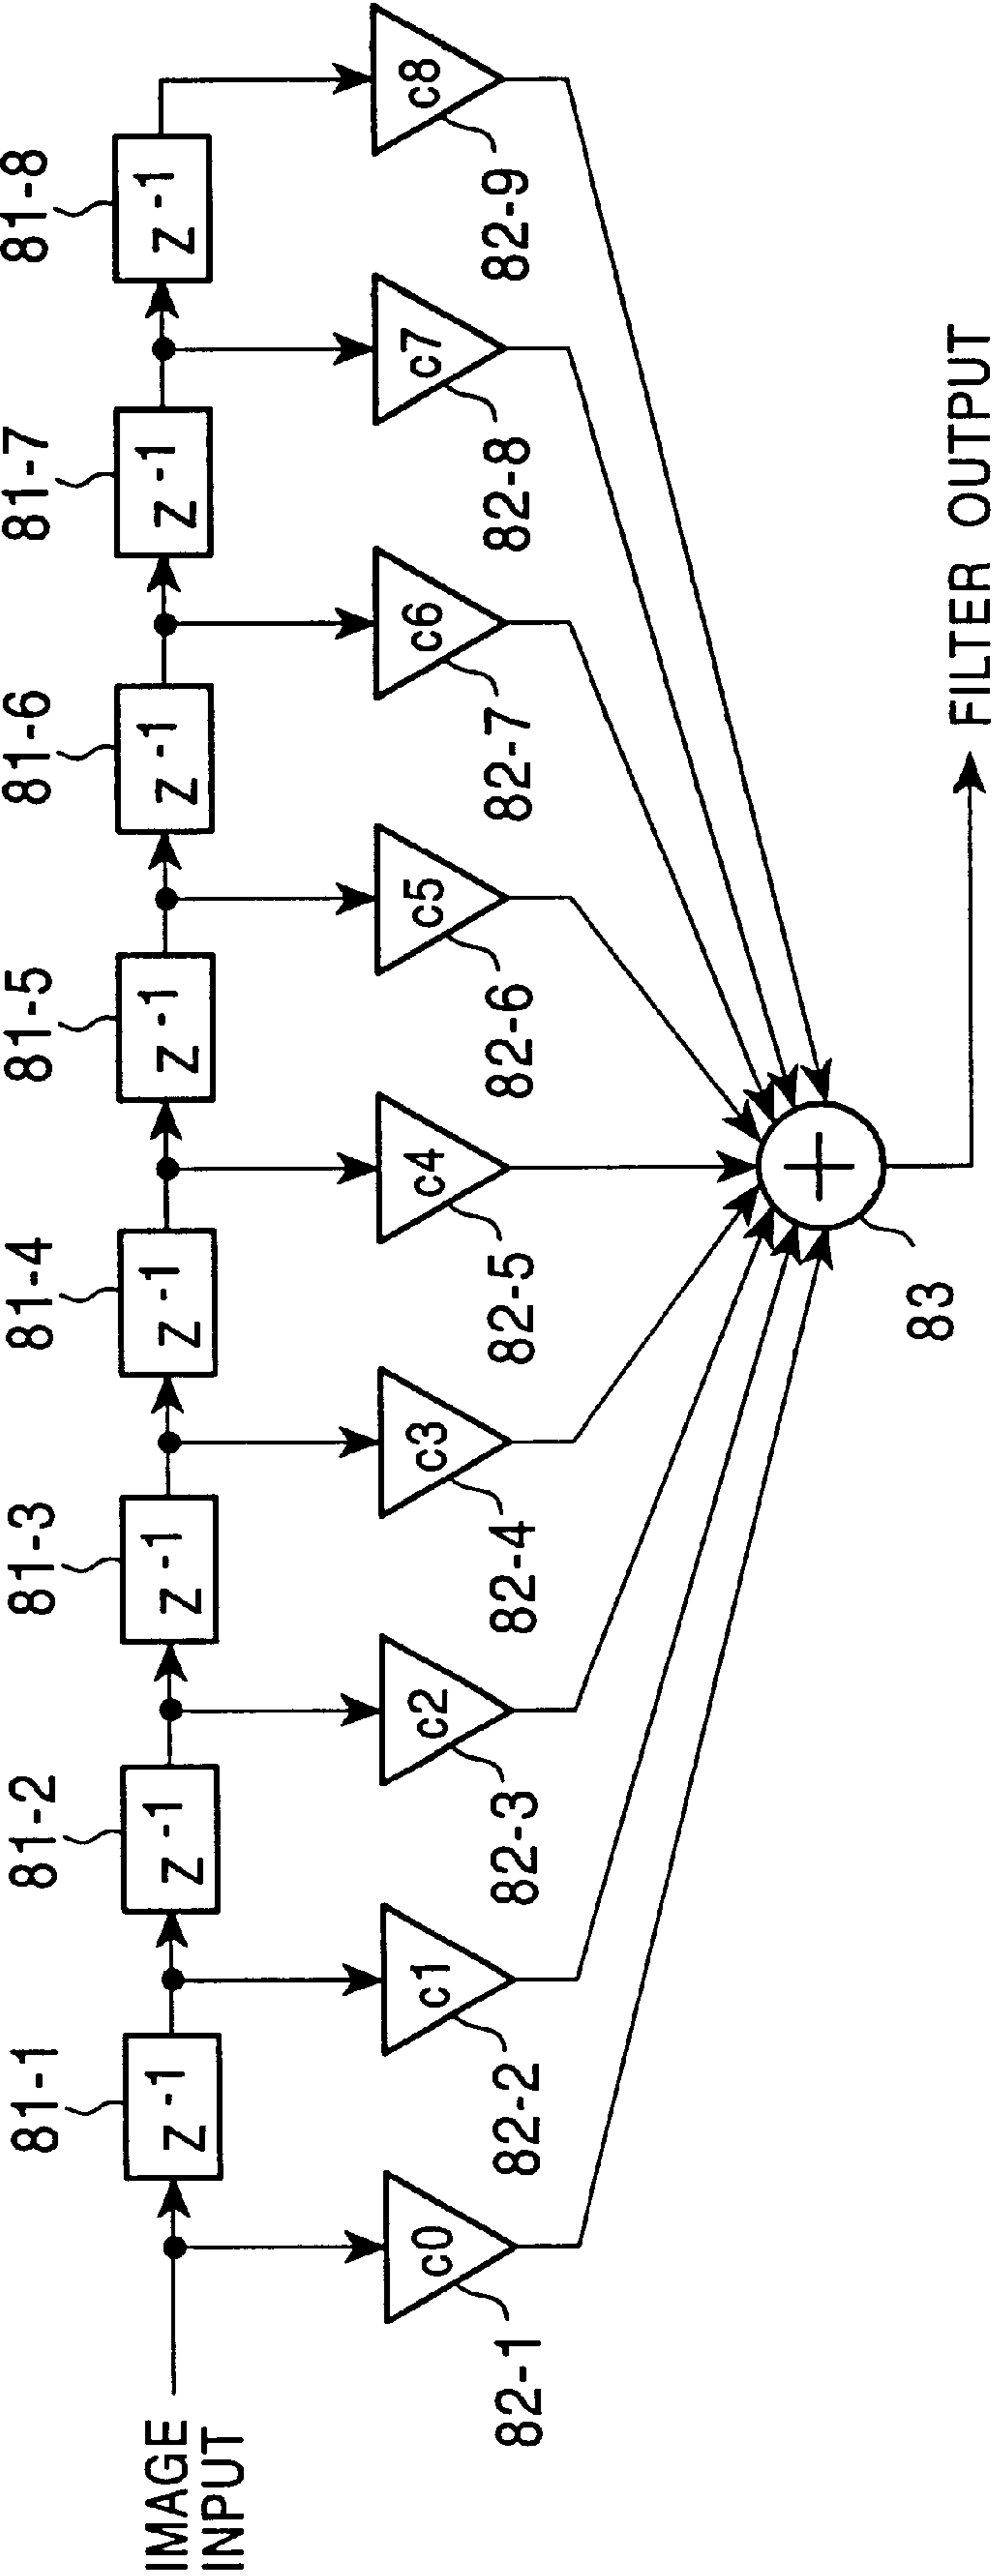 81-1
81-2
81-3
81-4
81-5
81-6
81-7
81-8
IMAGE
INPUT
z -1
z -1
z -1
z -1
z -1
z -1
z -1
z -1
c0
c1
c2
c3
c4
c5
c6
c7
c8
82-1
82-2
82-3
82-4
82-5
82-6
82-7
82-8
82-9
83
FILTER OUTPUT